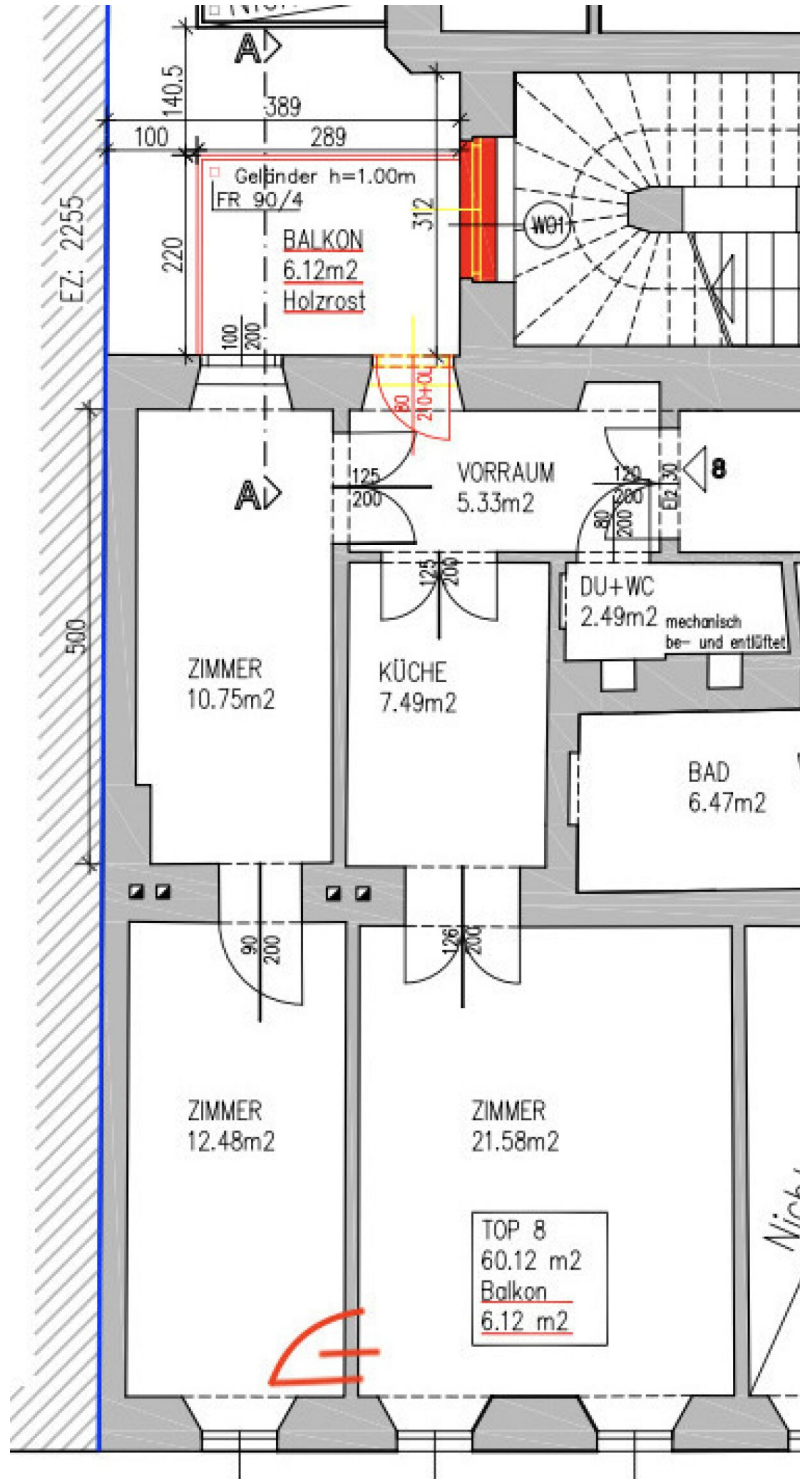 A
140.5
389
100
289
Geländer h=1.00m
FR 90/4
EZ: 2255
220
312
W01
BALKON
6.12m2
Holzrost
100
200
80
210+OL
A
125
200
VORRAUM
5.33m2
120
200
80
200
EI2 30
8
125
200
DU+WC
2.49m2
mechanisch
be- und entlüftet
500
ZIMMER
10.75m2
KÜCHE
7.49m2
BAD
6.47m2
90
200
126
200
ZIMMER
12.48m2
ZIMMER
21.58m2
TOP 8
60.12 m2
Balkon
6.12 m2